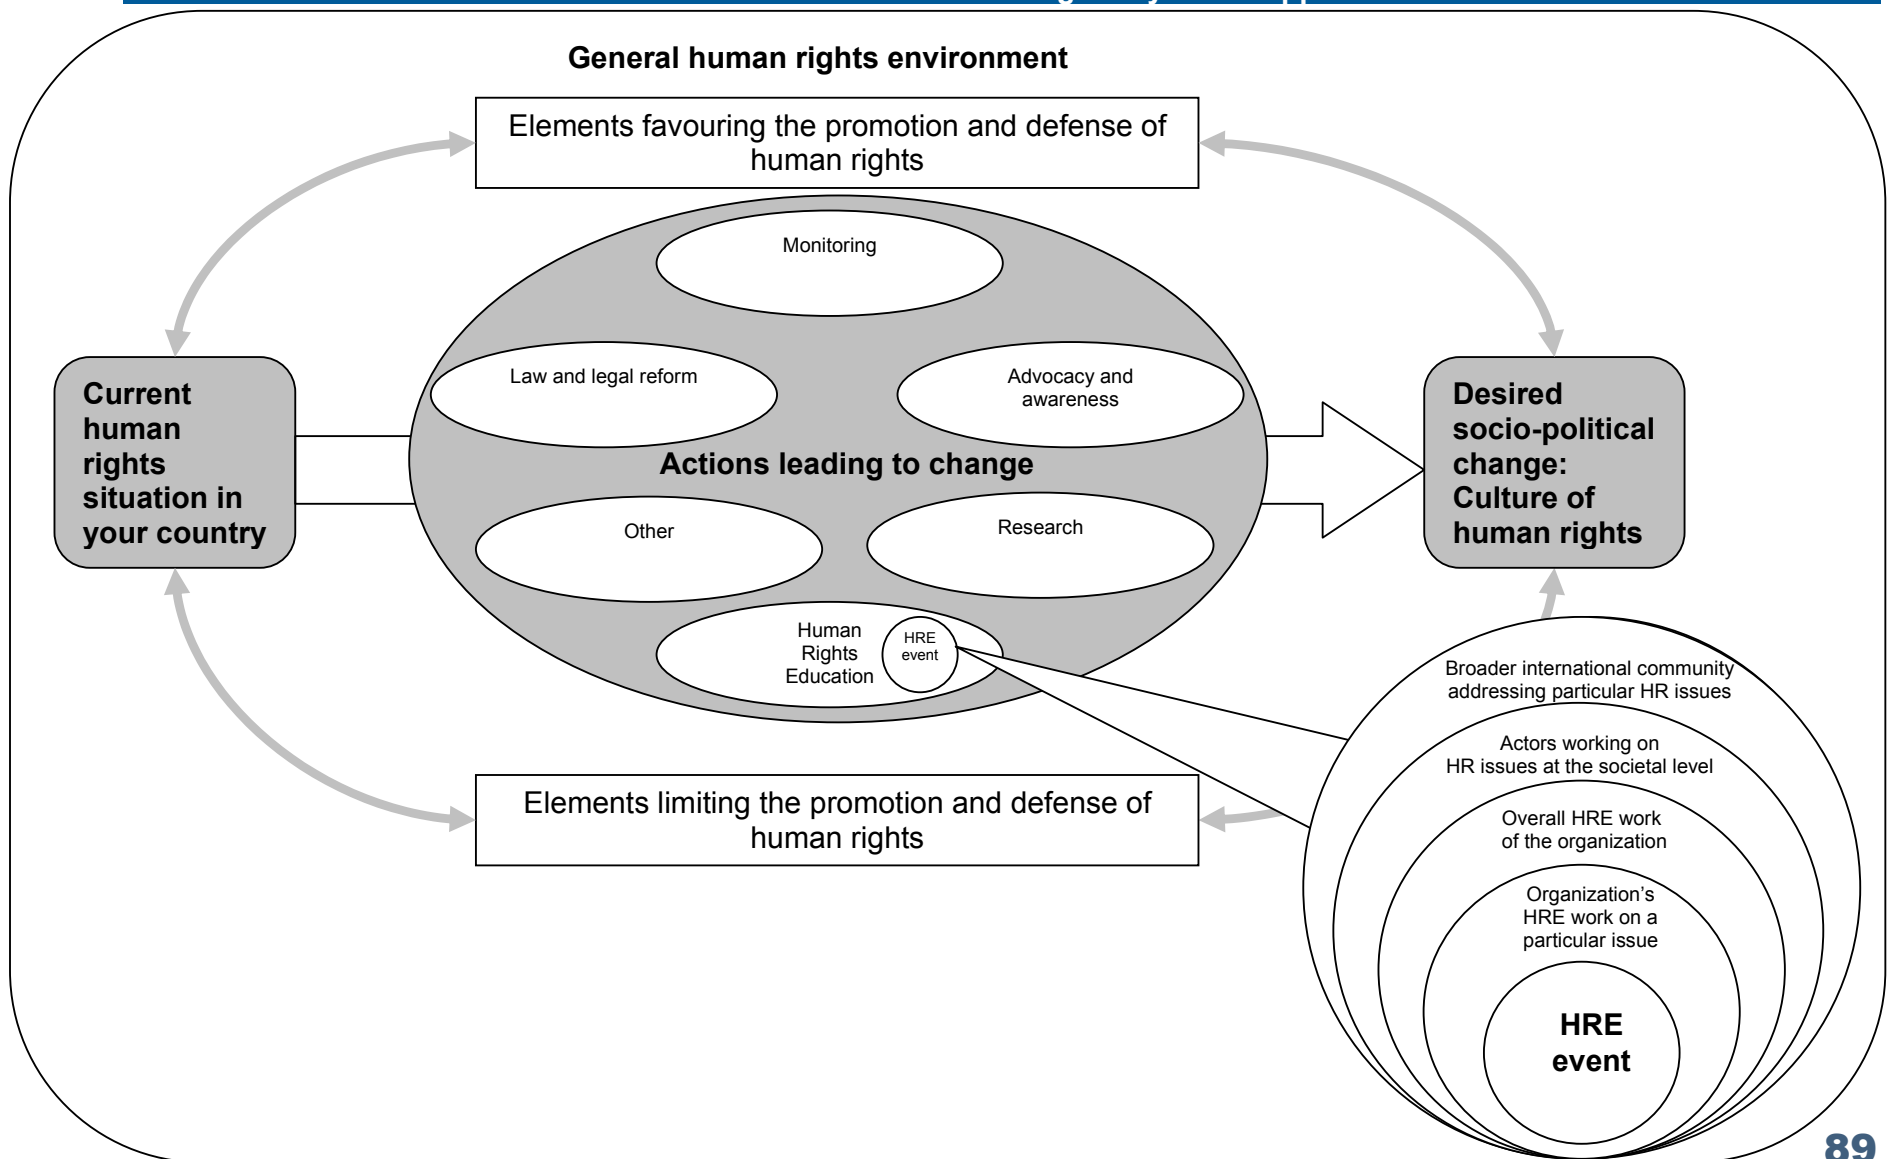 General human rights environment
Elements favouring the promotion and defense of
human rights
Monitoring
Law and legal reform
Advocacy and
awareness
Current
human
rights
situation in
your country
Actions leading to change
Desired
socio-political
change:
Culture of
human rights
Other
Research
Human
Rights
Education
HRE
event
Broader international community
addressing particular HR issues
Actors working on
HR issues at the societal level
Elements limiting the promotion and defense of
human rights
Overall HRE work
of the organization
Organization’s
HRE work on a
particular issue
HRE
event
89